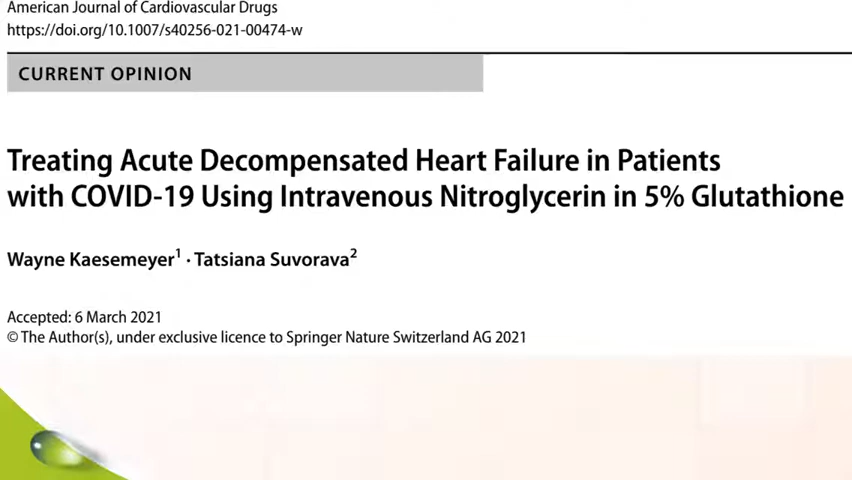 American Journal of Cardiovascular Drugs
https://doi.org/10.1007/s40256-021-00474-w
CURRENT OPINION
Treating Acute Decompensated Heart Failure in Patients
with COVID-19 Using Intravenous Nitroglycerin in 5% Glutathione
Wayne Kaesemeyer1 · Tatsiana Suvorava2
Accepted: 6 March 2021
© The Author(s), under exclusive licence to Springer Nature Switzerland AG 2021